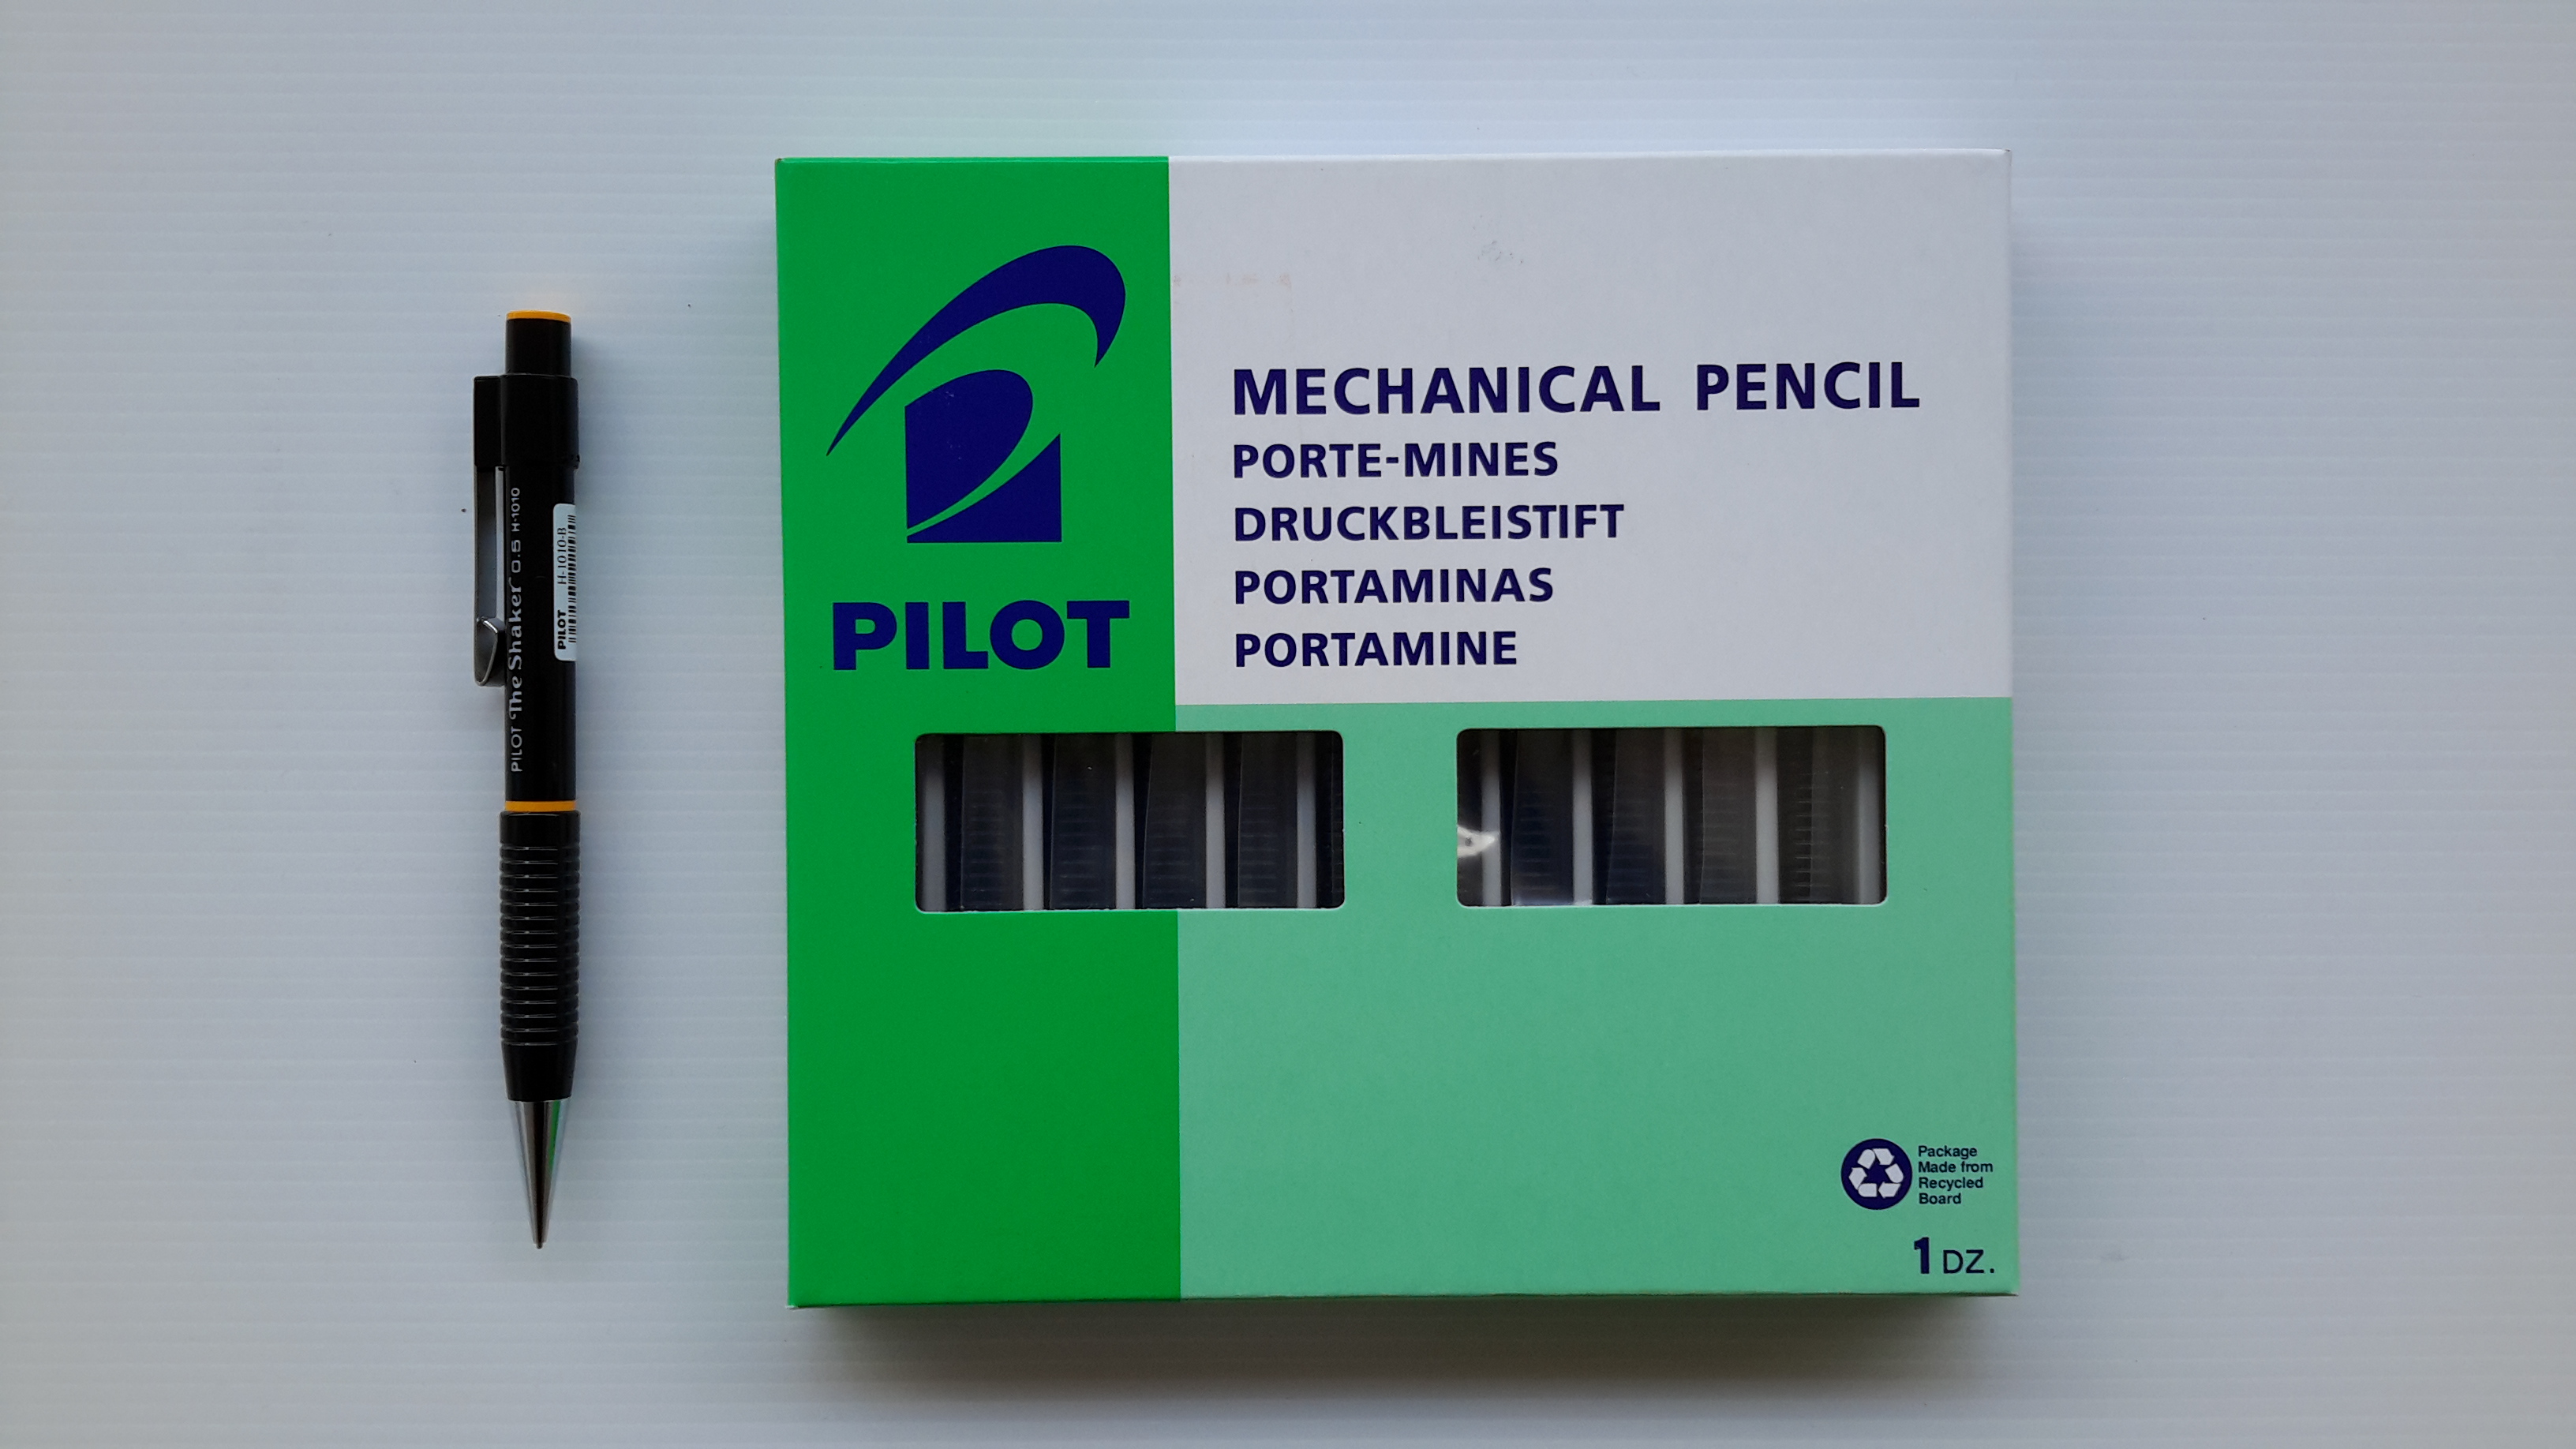 PILOT The Shaker 0.5 H-1010
PILOT H-1010-B
PILOT
MECHANICAL PENCIL
PORTE-MINES
DRUCKBLEISTIFT
PORTAMINAS
PORTAMINE
Package
Made from
Recycled
Board
1 DZ.